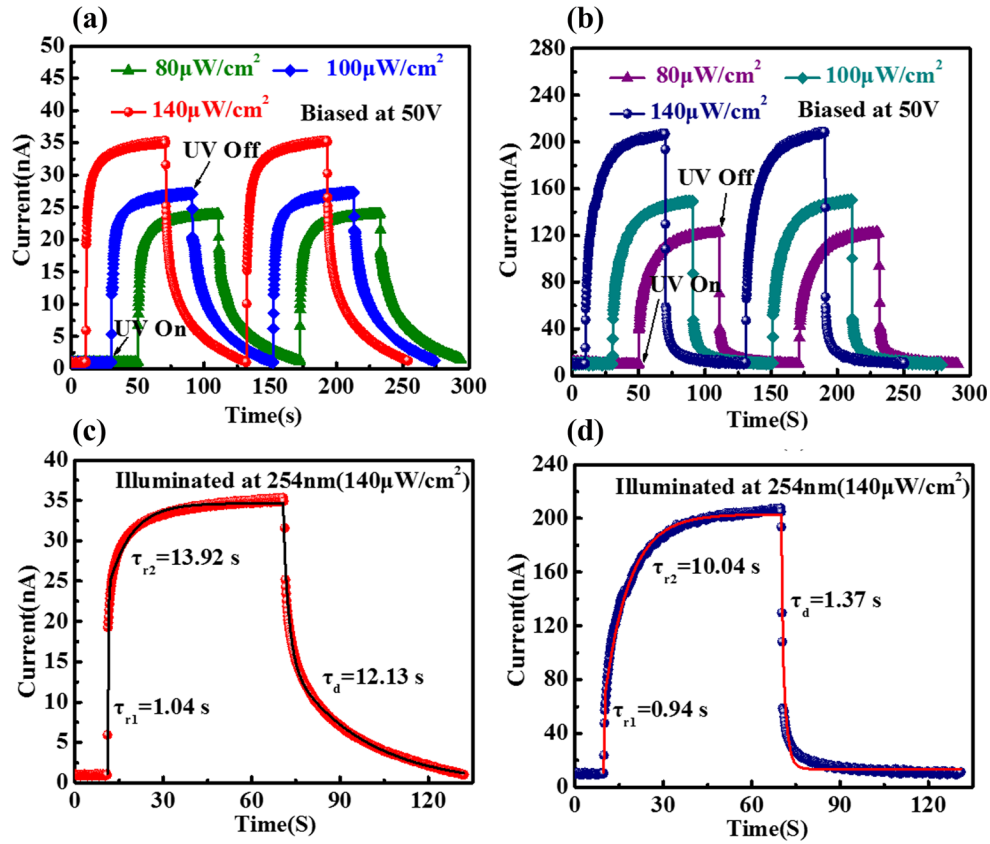 (a)
(b)
50
45
40
35
30
25
20
15
10
5
0
Current(nA)
80μW/cm²
100μW/cm²
140μW/cm²
Biased at 50V
UV Off
UV On
0
50
100
150
200
250
300
Time(s)
280
240
200
160
120
80
40
0
Current(nA)
80μW/cm²
100μW/cm²
140μW/cm²
Biased at 50V
UV Off
UV On
0
50
100
150
200
250
300
Time(S)
(c)
(d)
40
35
30
25
20
15
10
5
0
Current(nA)
Illuminated at 254nm(140μW/cm²)
τr2=13.92 s
τd=12.13 s
τr1=1.04 s
0
30
60
90
120
Time(S)
240
200
160
120
80
40
0
Current(nA)
Illuminated at 254nm(140μW/cm²)
τr2=10.04 s
τd=1.37 s
τr1=0.94 s
0
30
60
90
120
Time(S)